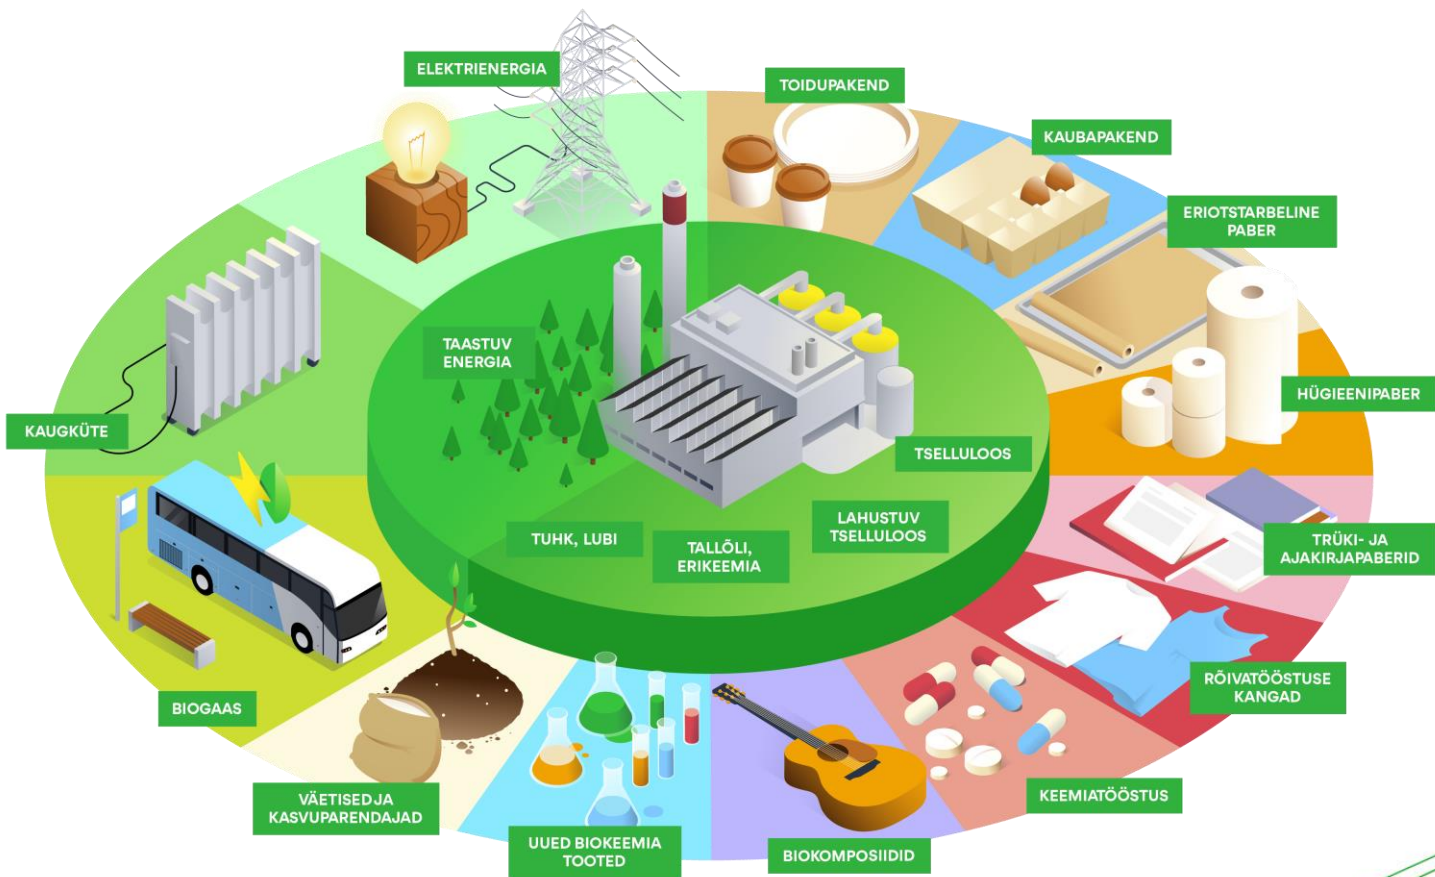 ELEKTRIENERGIA
TOIDUPAKEND
KAUBAPAKEND
ERIOTSTARBELINE
PABER
HÜGIEENIPABER
TRÜKI- JA
AJAKIRJAPABERID
RÕIVATÖÖSTUSE
KANGAD
KEEMIATÖÖSTUS
BIOKOMPOSIIDID
UUED BIOKEEMIA
TOOTED
VÄETISED JA
KASVUPARENDAJAD
BIOGAAS
KAUGKÜTE
TAASTUV
ENERGIA
TSELLULOOS
LAHUSTUV
TSELLULOOS
TALLÕLI,
ERIKEEMIA
TUHK, LUBI